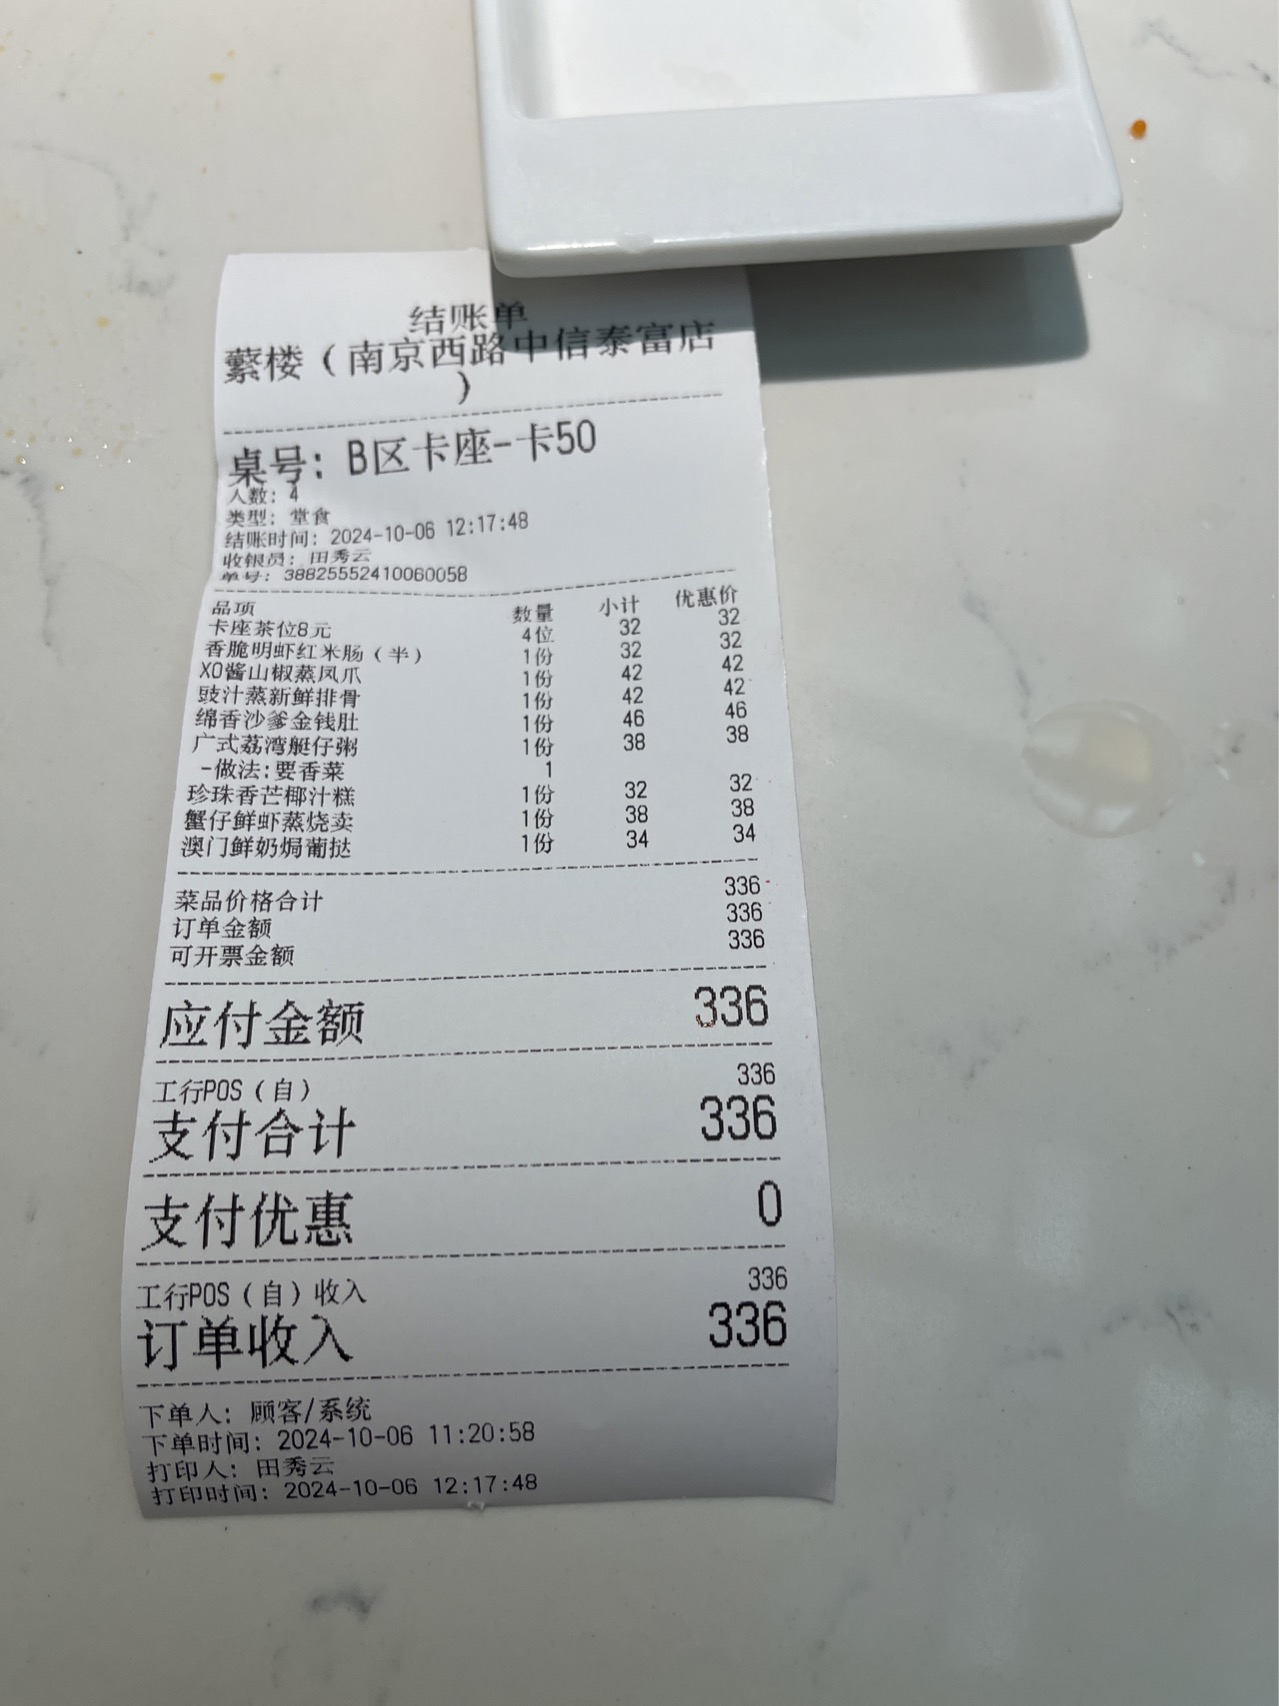 结账单
蘩楼（南京西路中信泰富店
）
桌号: B区卡座-卡50
人数: 4
类型: 堂食
结账时间: 2024-10-06 12:17:48
收银员: 田秀云
单号: 38825552410060058
品项 数量 小计 优惠价
卡座茶位8元 4位 32 32
香脆明虾红米肠（半） 1份 32 32
XO酱山椒蒸凤爪 1份 42 42
豉汁蒸新鲜排骨 1份 42 42
绵香沙爹金钱肚 1份 46 46
广式荔湾艇仔粥 1份 38 38
-做法:要香菜 1
珍珠香芒椰汁糕 1份 32 32
蟹仔鲜虾蒸烧卖 1份 38 38
澳门鲜奶焗葡挞 1份 34 34
菜品价格合计 336
订单金额 336
可开票金额 336
应付金额 336
工行POS（自） 336
支付合计 336
支付优惠 0
工行POS（自）收入 336
订单收入 336
下单人: 顾客/系统
下单时间: 2024-10-06 11:20:58
打印人: 田秀云
打印时间: 2024-10-06 12:17:48